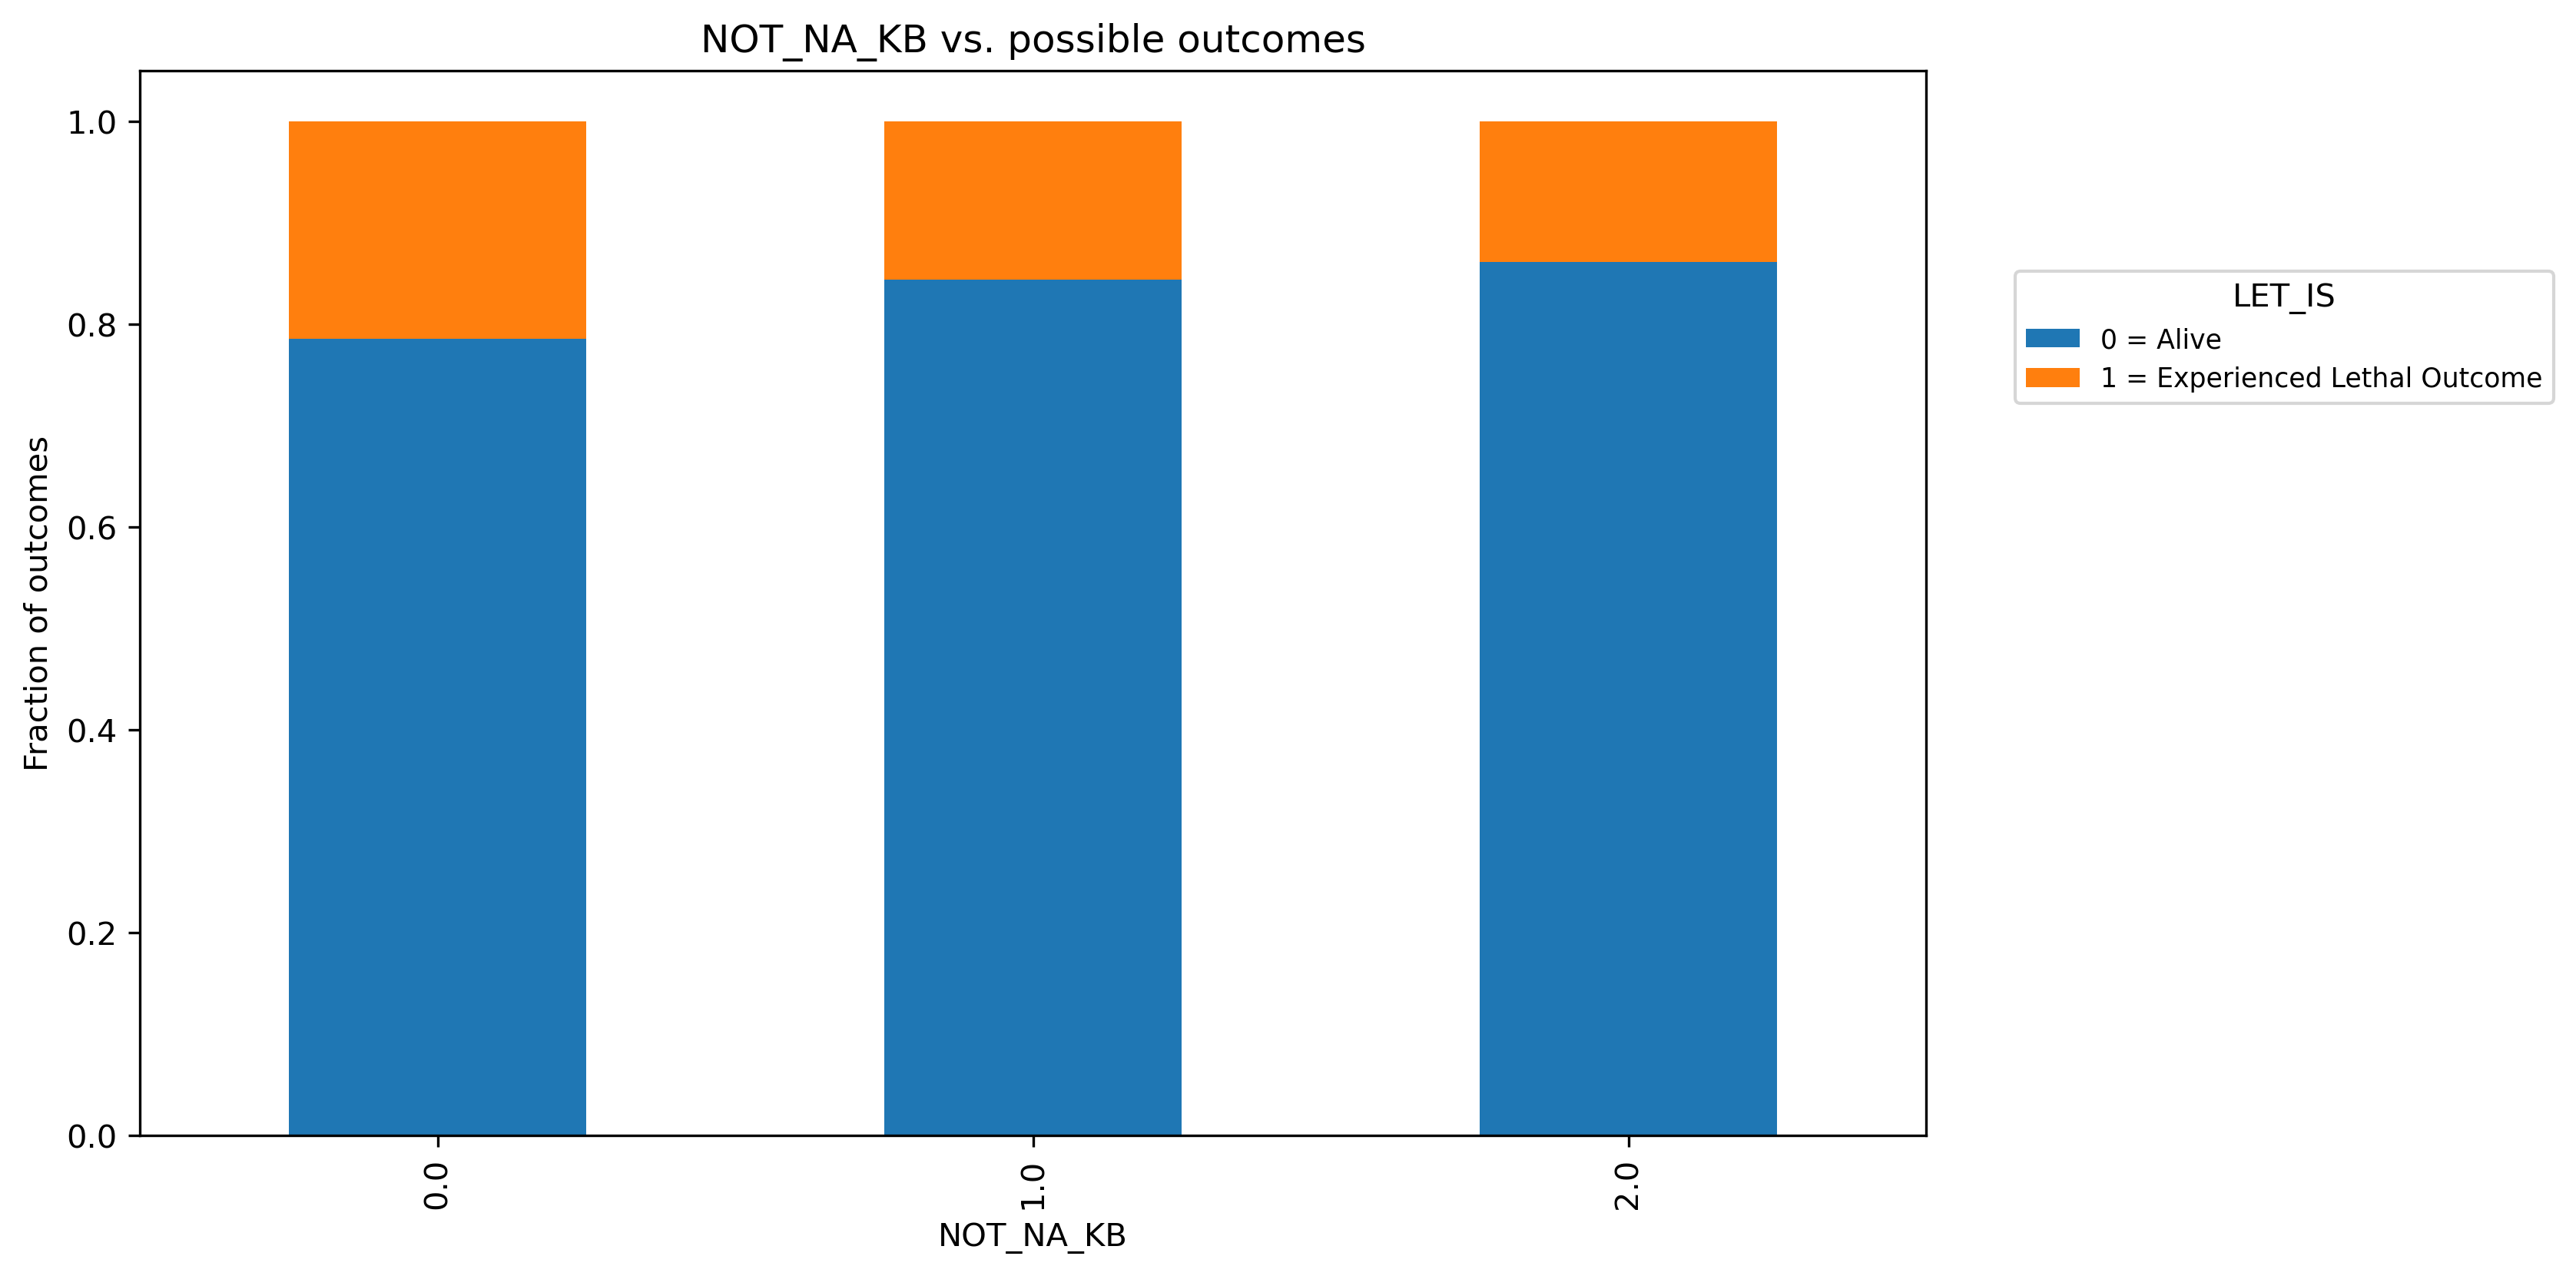 NOT_NA_KB vs. possible outcomes
1.0
0.8
0.6
0.4
0.2
0.0
Fraction of outcomes
0.0
1.0
2.0
NOT_NA_KB
LET_IS
0 = Alive
1 = Experienced Lethal Outcome